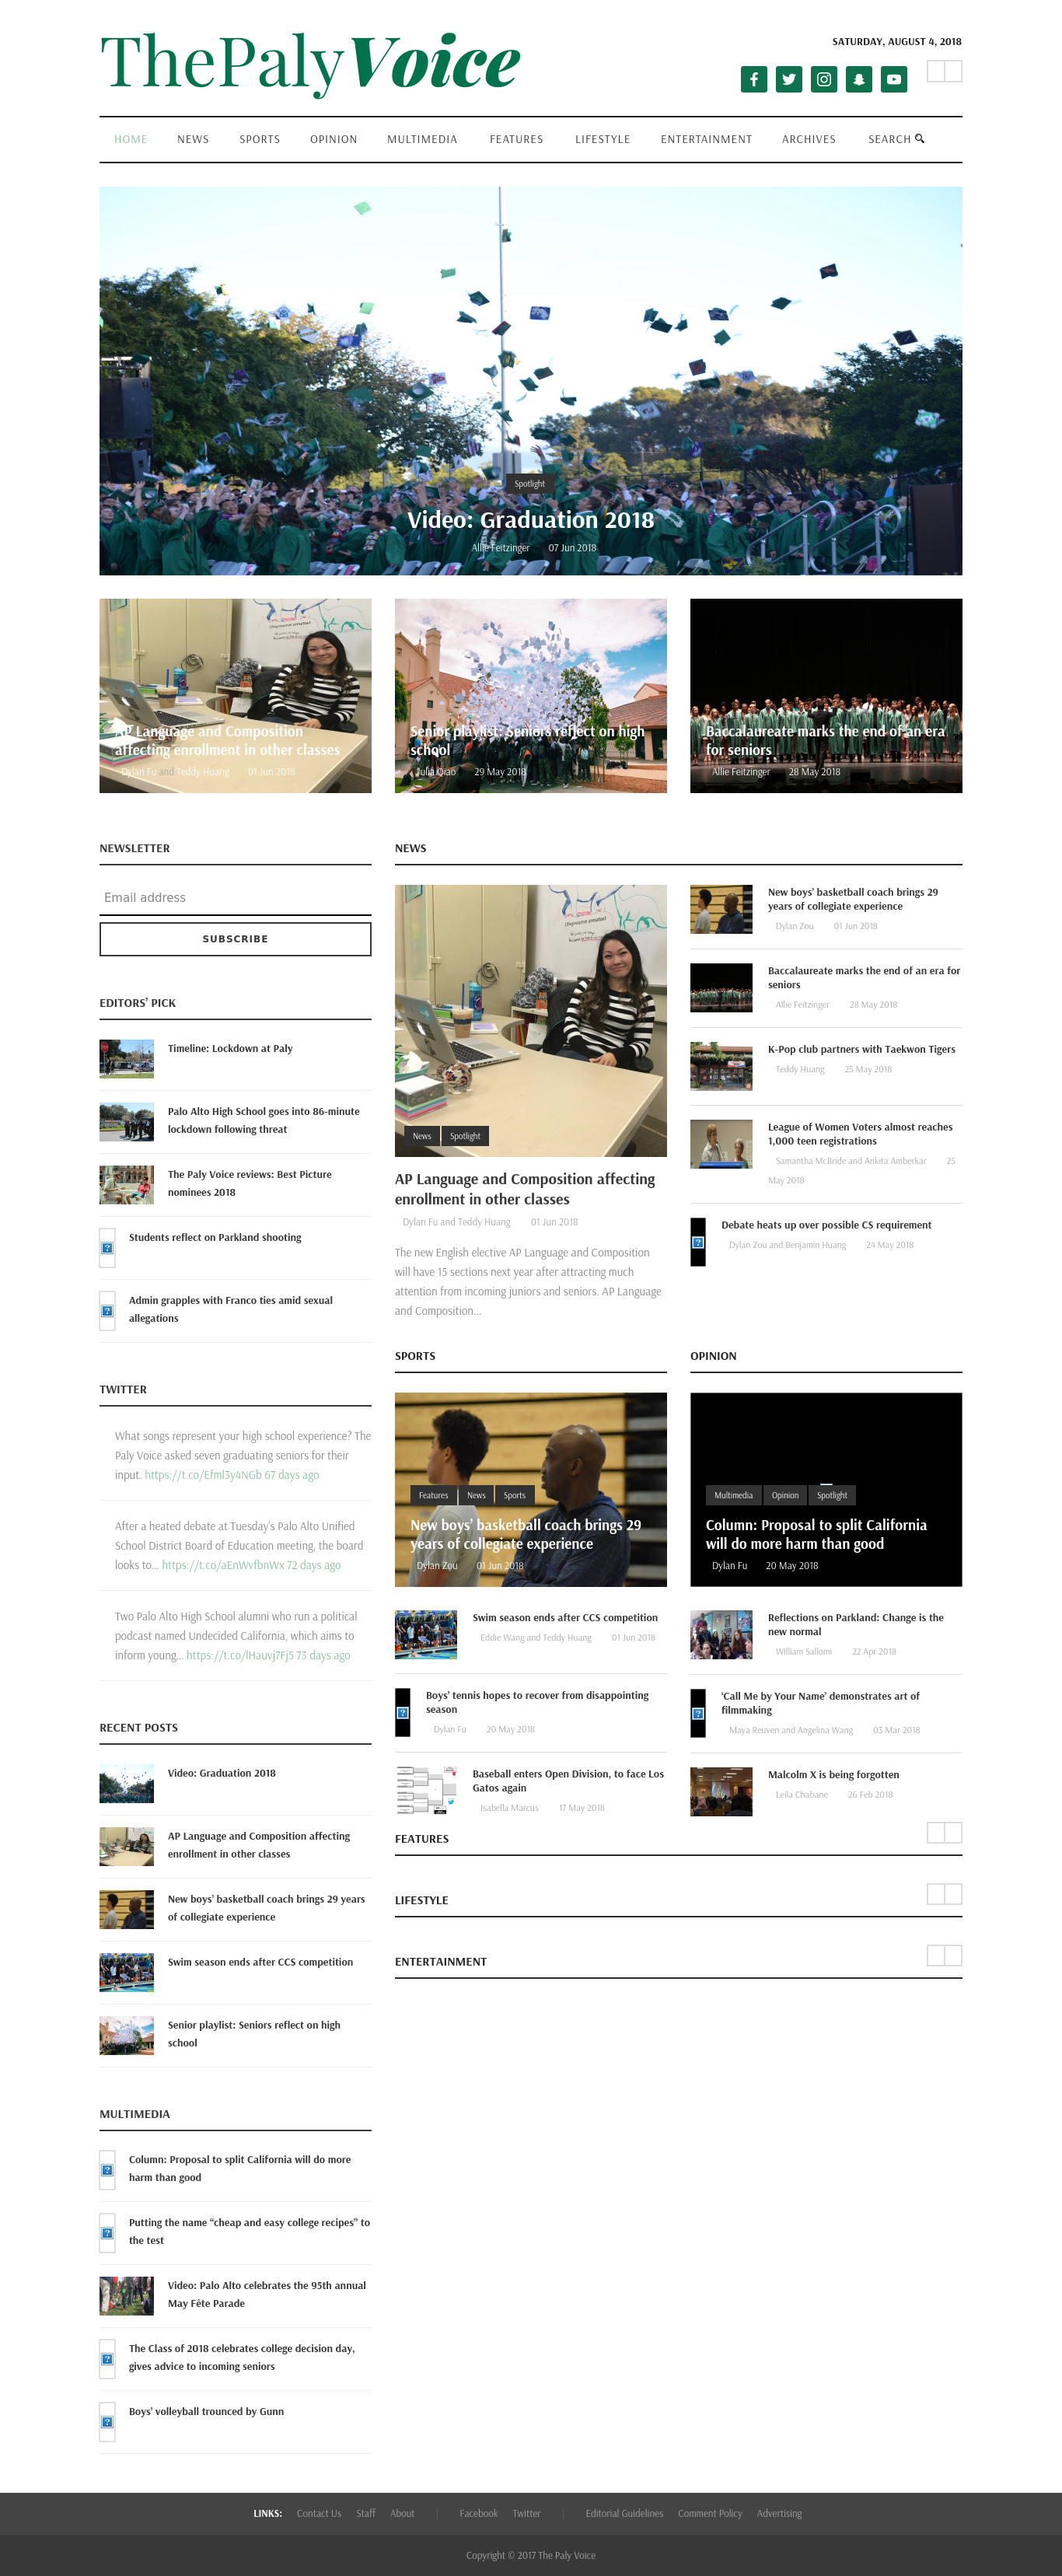 ThePalyVoice
SATURDAY, AUGUST 4, 2018
HOME NEWS SPORTS OPINION MULTIMEDIA FEATURES LIFESTYLE ENTERTAINMENT ARCHIVES SEARCH
Spotlight
Video: Graduation 2018
Allie Feitzinger 07 Jun 2018
AP Language and Composition
affecting enrollment in other classes
Dylan Fu and Teddy Huang 01 Jun 2018
Senior playlist: Seniors reflect on high
school
Julia Qiao 29 May 2018
Baccalaureate marks the end of an era
for seniors
Allie Feitzinger 28 May 2018
NEWSLETTER
Email address
SUBSCRIBE
EDITORS’ PICK
Timeline: Lockdown at Paly
Palo Alto High School goes into 86-minute
lockdown following threat
The Paly Voice reviews: Best Picture
nominees 2018
Students reflect on Parkland shooting
Admin grapples with Franco ties amid sexual
allegations
TWITTER
What songs represent your high school experience? The
Paly Voice asked seven graduating seniors for their
input. https://t.co/Efml3y4NGb 67 days ago
After a heated debate at Tuesday's Palo Alto Unified
School District Board of Education meeting, the board
looks to… https://t.co/aEnWvfbnWx 72 days ago
Two Palo Alto High School alumni who run a political
podcast named Undecided California, which aims to
inform young… https://t.co/lHauvj7Fj5 73 days ago
RECENT POSTS
Video: Graduation 2018
AP Language and Composition affecting
enrollment in other classes
New boys’ basketball coach brings 29 years
of collegiate experience
Swim season ends after CCS competition
Senior playlist: Seniors reflect on high
school
MULTIMEDIA
Column: Proposal to split California will do more
harm than good
Putting the name “cheap and easy college recipes” to
the test
Video: Palo Alto celebrates the 95th annual
May Fête Parade
The Class of 2018 celebrates college decision day,
gives advice to incoming seniors
Boys’ volleyball trounced by Gunn
NEWS
News Spotlight
AP Language and Composition affecting
enrollment in other classes
Dylan Fu and Teddy Huang 01 Jun 2018
The new English elective AP Language and Composition
will have 15 sections next year after attracting much
attention from incoming juniors and seniors. AP Language
and Composition...
New boys’ basketball coach brings 29
years of collegiate experience
Dylan Zou 01 Jun 2018
Baccalaureate marks the end of an era for
seniors
Allie Feitzinger 28 May 2018
K-Pop club partners with Taekwon Tigers
Teddy Huang 25 May 2018
League of Women Voters almost reaches
1,000 teen registrations
Samantha McBride and Ankita Amberkar 25
May 2018
Debate heats up over possible CS requirement
Dylan Zou and Benjamin Huang 24 May 2018
SPORTS
Features News Sports
New boys’ basketball coach brings 29
years of collegiate experience
Dylan Zou 01 Jun 2018
Swim season ends after CCS competition
Eddie Wang and Teddy Huang 01 Jun 2018
Boys’ tennis hopes to recover from disappointing
season
Dylan Fu 20 May 2018
Baseball enters Open Division, to face Los
Gatos again
Isabella Marcus 17 May 2018
OPINION
Multimedia Opinion Spotlight
Column: Proposal to split California
will do more harm than good
Dylan Fu 20 May 2018
Reflections on Parkland: Change is the
new normal
William Sallomi 22 Apr 2018
‘Call Me by Your Name’ demonstrates art of
filmmaking
Maya Reuven and Angelina Wang 03 Mar 2018
Malcolm X is being forgotten
Leila Chabane 26 Feb 2018
FEATURES
LIFESTYLE
ENTERTAINMENT
LINKS: Contact Us Staff About Facebook Twitter Editorial Guidelines Comment Policy Advertising
Copyright © 2017 The Paly Voice